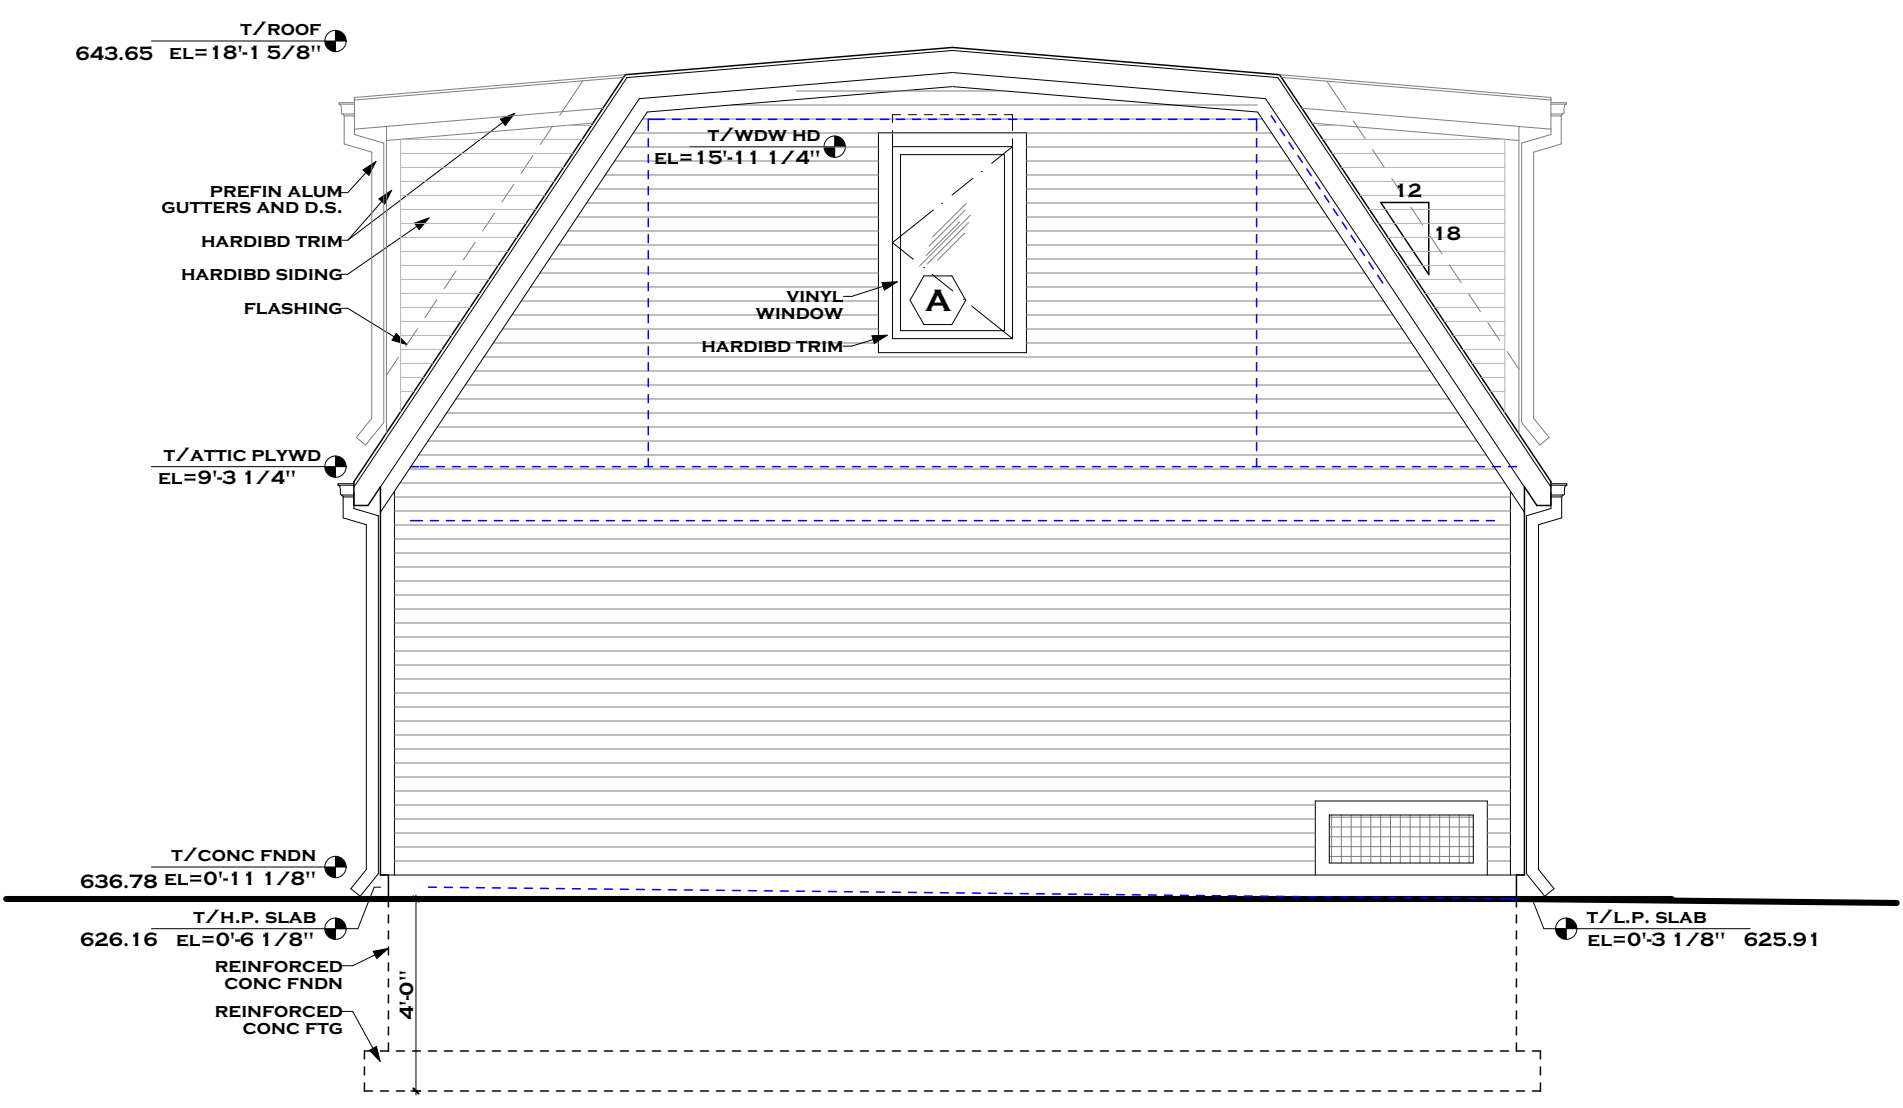 T/ROOF
643.65 EL=18'-1 5/8"
T/WDW HD
EL=15'-11 1/4"
PREFIN ALUM
GUTTERS AND D.S.
HARDIBD TRIM
HARDIBD SIDING
FLASHING
12
18
VINYL
WINDOW
A
HARDIBD TRIM
T/ATTIC PLYWD
EL=9'-3 1/4"
T/CONC FNDN
636.78 EL=0'-11 1/8"
T/H.P. SLAB
626.16 EL=0'-6 1/8"
T/L.P. SLAB
EL=0'-3 1/8" 625.91
REINFORCED
CONC FNDN
4'-0"
REINFORCED
CONC FTG